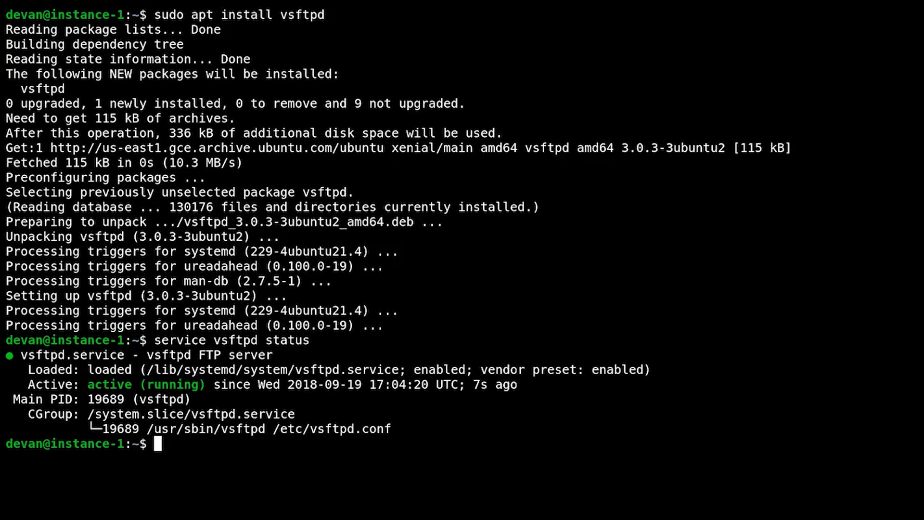 devan@instance-1:~$ sudo apt install vsftpd
Reading package lists... Done
Building dependency tree
Reading state information... Done
The following NEW packages will be installed:
  vsftpd
0 upgraded, 1 newly installed, 0 to remove and 9 not upgraded.
Need to get 115 kB of archives.
After this operation, 336 kB of additional disk space will be used.
Get:1 http://us-east1.gce.archive.ubuntu.com/ubuntu xenial/main amd64 vsftpd amd64 3.0.3-3ubuntu2 [115 kB]
Fetched 115 kB in 0s (10.3 MB/s)
Preconfiguring packages ...
Selecting previously unselected package vsftpd.
(Reading database ... 130176 files and directories currently installed.)
Preparing to unpack .../vsftpd_3.0.3-3ubuntu2_amd64.deb ...
Unpacking vsftpd (3.0.3-3ubuntu2) ...
Processing triggers for systemd (229-4ubuntu21.4) ...
Processing triggers for ureadahead (0.100.0-19) ...
Processing triggers for man-db (2.7.5-1) ...
Setting up vsftpd (3.0.3-3ubuntu2) ...
Processing triggers for systemd (229-4ubuntu21.4) ...
Processing triggers for ureadahead (0.100.0-19) ...
devan@instance-1:~$ service vsftpd status
● vsftpd.service - vsftpd FTP server
   Loaded: loaded (/lib/systemd/system/vsftpd.service; enabled; vendor preset: enabled)
   Active: active (running) since Wed 2018-09-19 17:04:20 UTC; 7s ago
 Main PID: 19689 (vsftpd)
   CGroup: /system.slice/vsftpd.service
           └─19689 /usr/sbin/vsftpd /etc/vsftpd.conf
devan@instance-1:~$